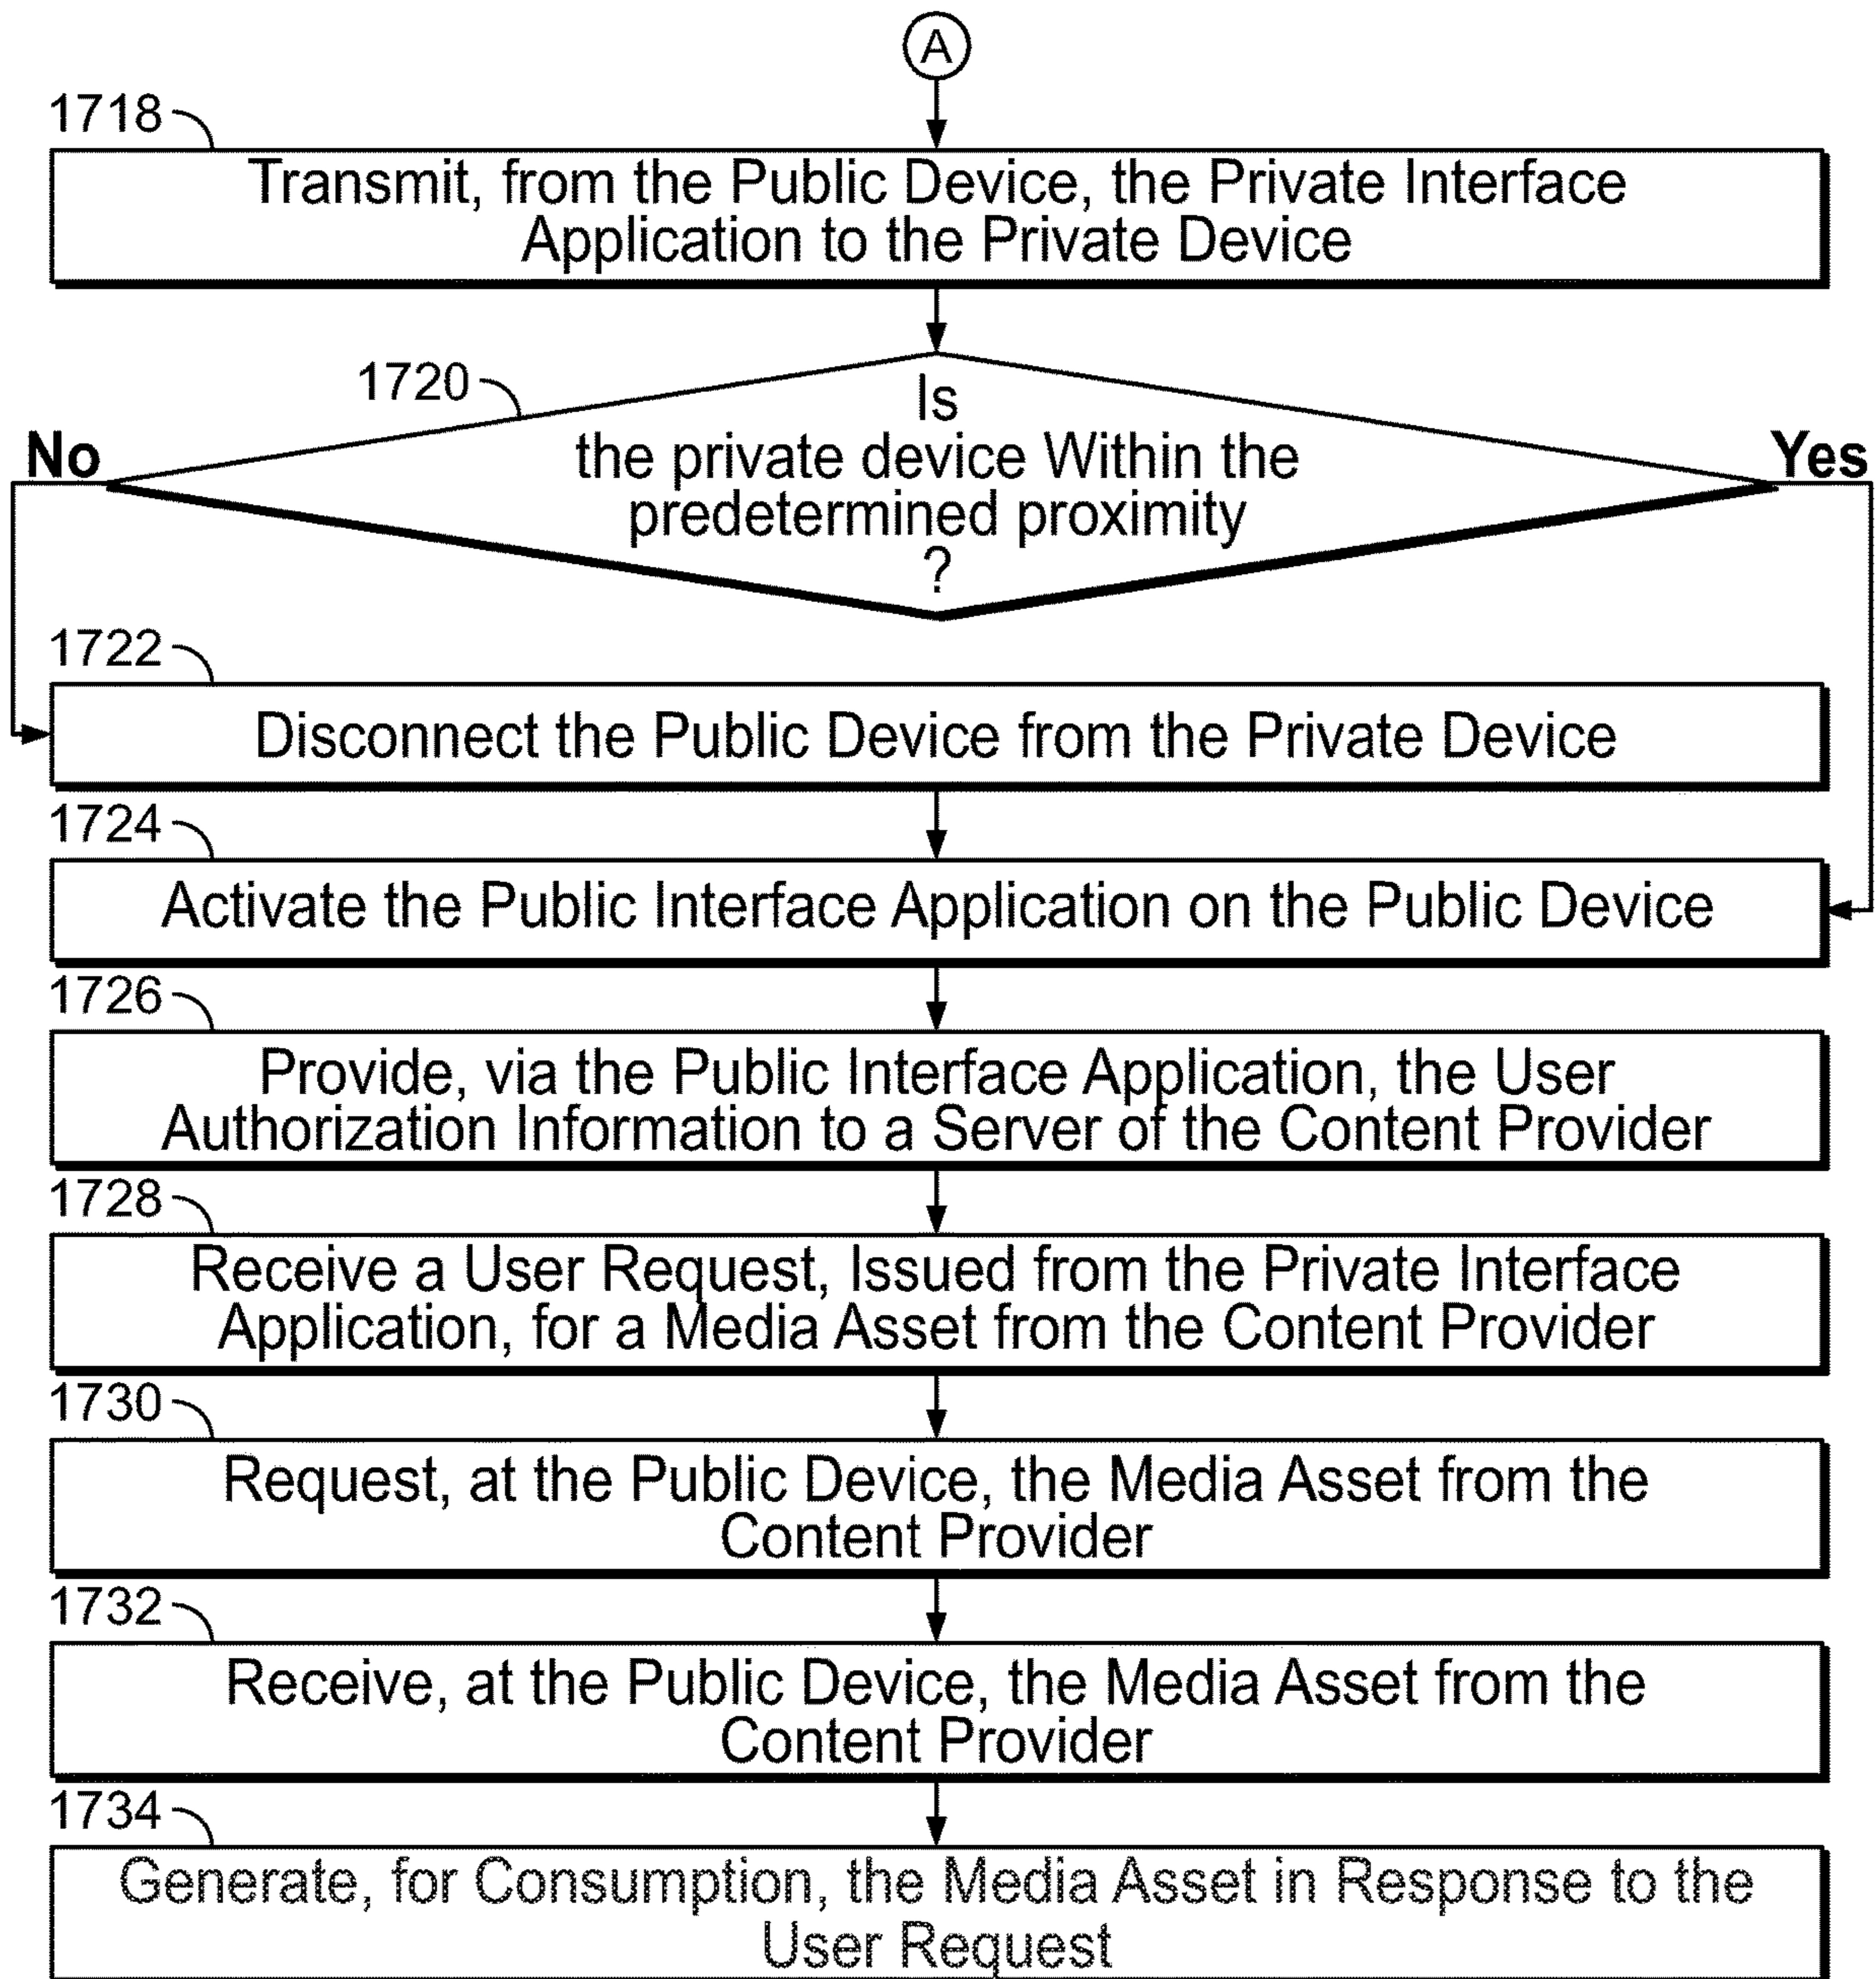 A
1718
Transmit, from the Public Device, the Private Interface
Application to the Private Device
1720
Is
the private device Within the
predetermined proximity
?
No
Yes
1722
Disconnect the Public Device from the Private Device
1724
Activate the Public Interface Application on the Public Device
1726
Provide, via the Public Interface Application, the User
Authorization Information to a Server of the Content Provider
1728
Receive a User Request, Issued from the Private Interface
Application, for a Media Asset from the Content Provider
1730
Request, at the Public Device, the Media Asset from the
Content Provider
1732
Receive, at the Public Device, the Media Asset from the
Content Provider
1734
Generate, for Consumption, the Media Asset in Response to the
User Request